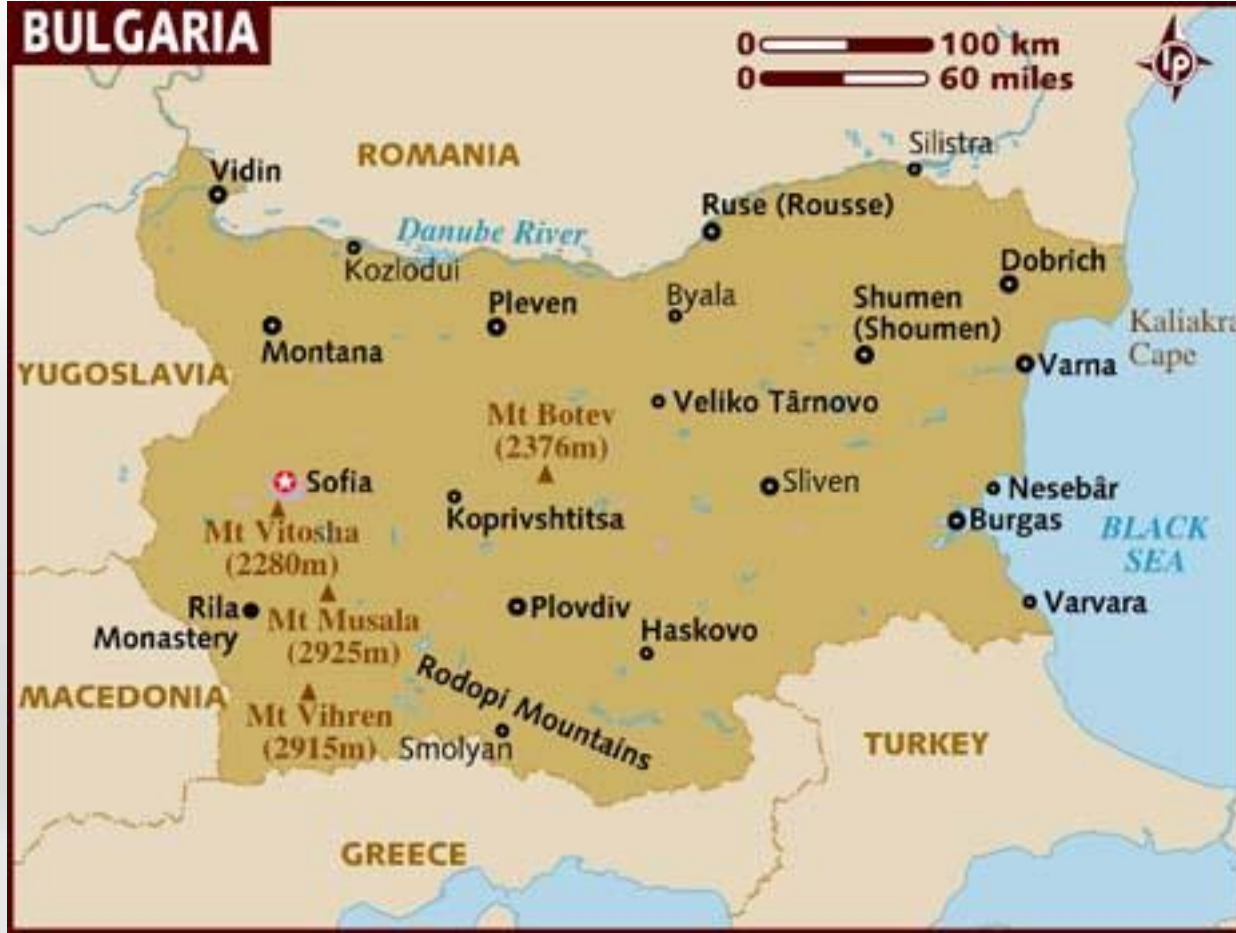 BULGARIA
0 100 km
0 60 miles
LP
ROMANIA
Silistra
Vidin
Ruse (Rousse)
Danube River
Kozlodui
Dobrich
Byala
Pleven
Shumen
(Shoumen)
Kaliakra
Cape
Montana
Varna
YUGOSLAVIA
Mt Botev
(2376m)
Veliko Târnovo
Sofia
Sliven
Nesebâr
Koprivshtitsa
Burgas
BLACK
SEA
Mt Vitosha
(2280m)
Rila
Monastery
Mt Musala
(2925m)
Plovdiv
Varvara
Haskovo
MACEDONIA
Rodopi Mountains
Mt Vihren
(2915m)
Smolyan
TURKEY
GREECE